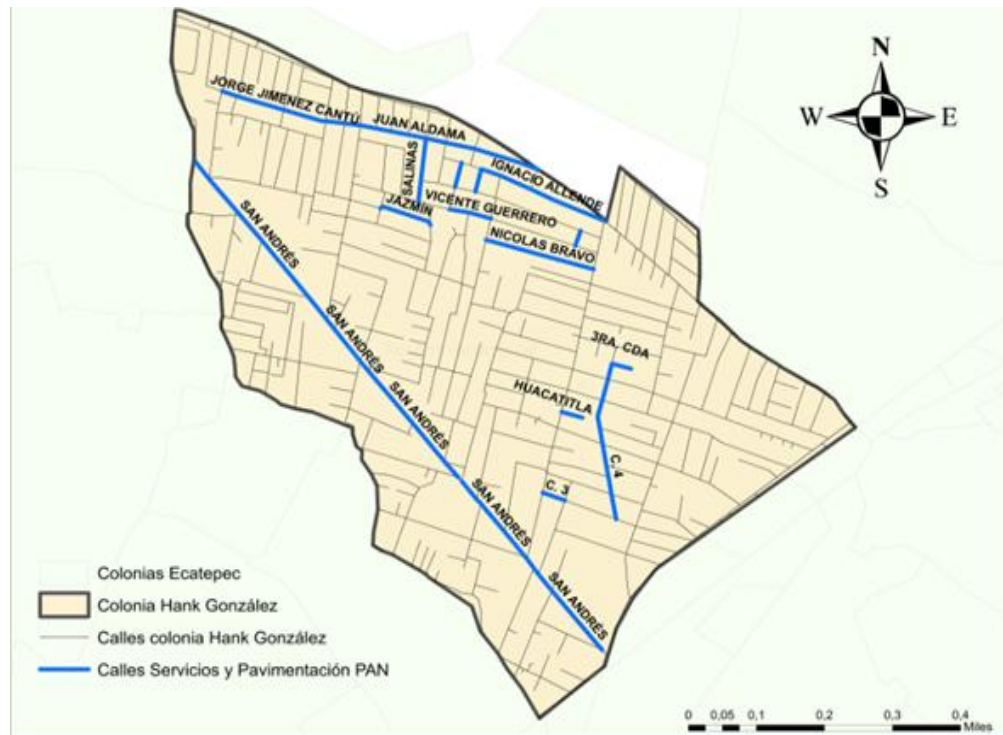 N
W
E
S
JORGE JIMENEZ CANTÚ
JUAN ALDAMA
SALINAS
IGNACIO ALLENDE
JAZMÍN
VICENTE GUERRERO
NICOLAS BRAVO
SAN ANDRÉS
SAN ANDRÉS
SAN ANDRÉS
SAN ANDRÉS
SAN ANDRÉS
3RA. CDA
HUACATITLA
C. 4
C. 3
Colonias Ecatepec
Colonia Hank González
Calles colonia Hank González
Calles Servicios y Pavimentación PAN
0 0,05 0,1 0,2 0,3 0,4
Miles